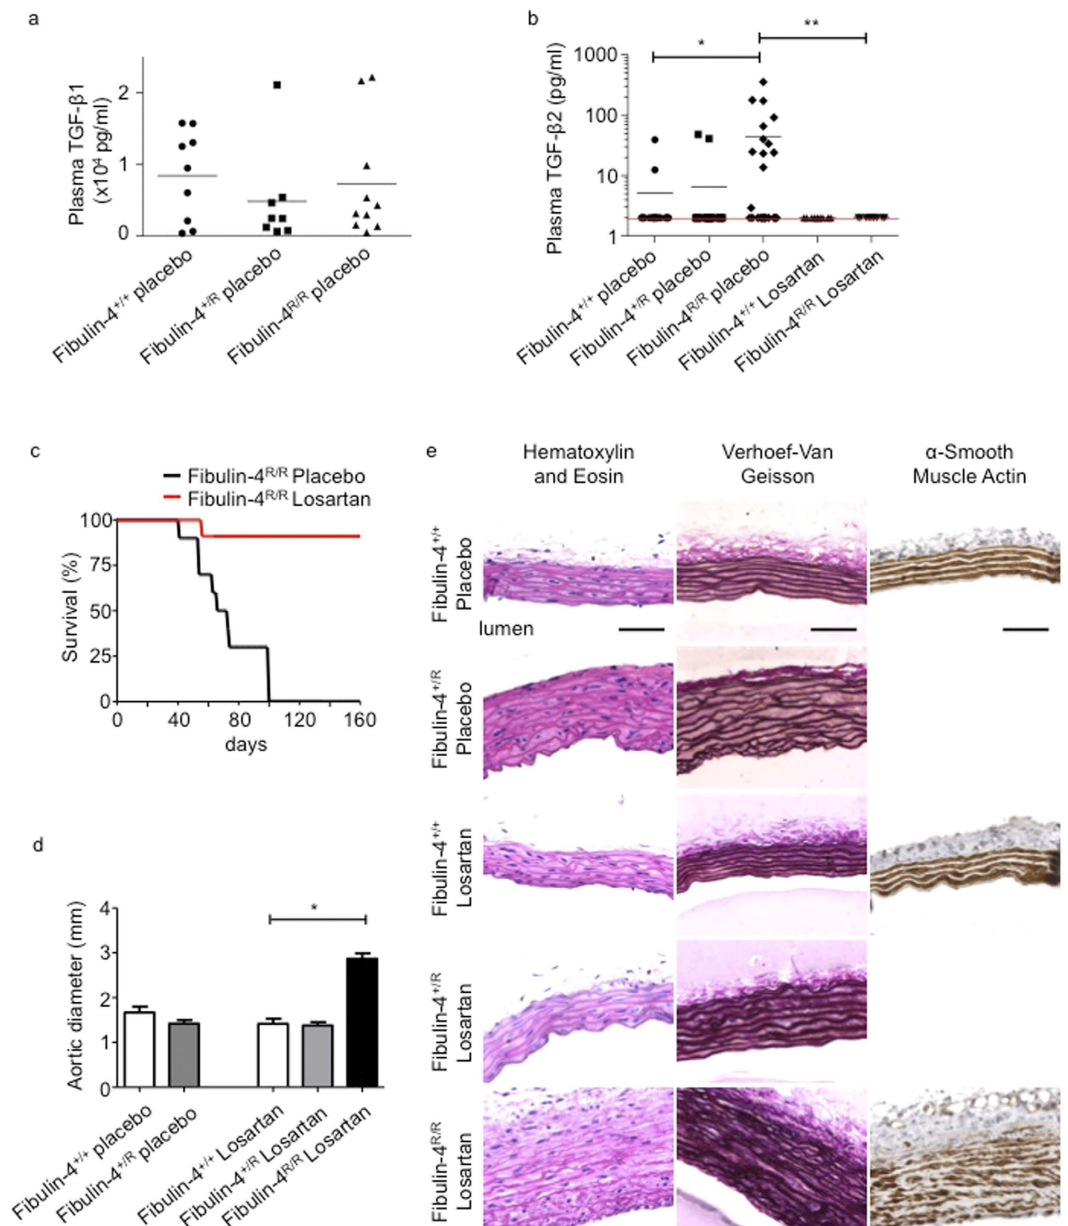 a
Plasma TGF-β1
(x10⁴ pg/ml)
2
1
0
Fibulin-4⁺/⁺ placebo
Fibulin-4⁺/ᴿ placebo
Fibulin-4ᴿ/ᴿ placebo
b
Plasma TGF-β2 (pg/ml)
1000
100
10
1
*
**
Fibulin-4⁺/⁺ placebo
Fibulin-4⁺/ᴿ placebo
Fibulin-4ᴿ/ᴿ placebo
Fibulin-4⁺/⁺ Losartan
Fibulin-4ᴿ/ᴿ Losartan
c
Fibulin-4ᴿ/ᴿ Placebo
Fibulin-4ᴿ/ᴿ Losartan
Survival (%)
100
75
50
25
0
0 40 80 120 160
days
d
Aortic diameter (mm)
4
3
2
1
0
*
Fibulin-4⁺/⁺ placebo
Fibulin-4⁺/ᴿ placebo
Fibulin-4⁺/⁺ Losartan
Fibulin-4⁺/ᴿ Losartan
Fibulin-4ᴿ/ᴿ Losartan
e
Hematoxylin
and Eosin
Verhoef-Van
Geisson
α-Smooth
Muscle Actin
Fibulin-4⁺/⁺
Placebo
lumen
Fibulin-4⁺/ᴿ
Placebo
Fibulin-4⁺/⁺
Losartan
Fibulin-4⁺/ᴿ
Losartan
Fibulin-4ᴿ/ᴿ
Losartan